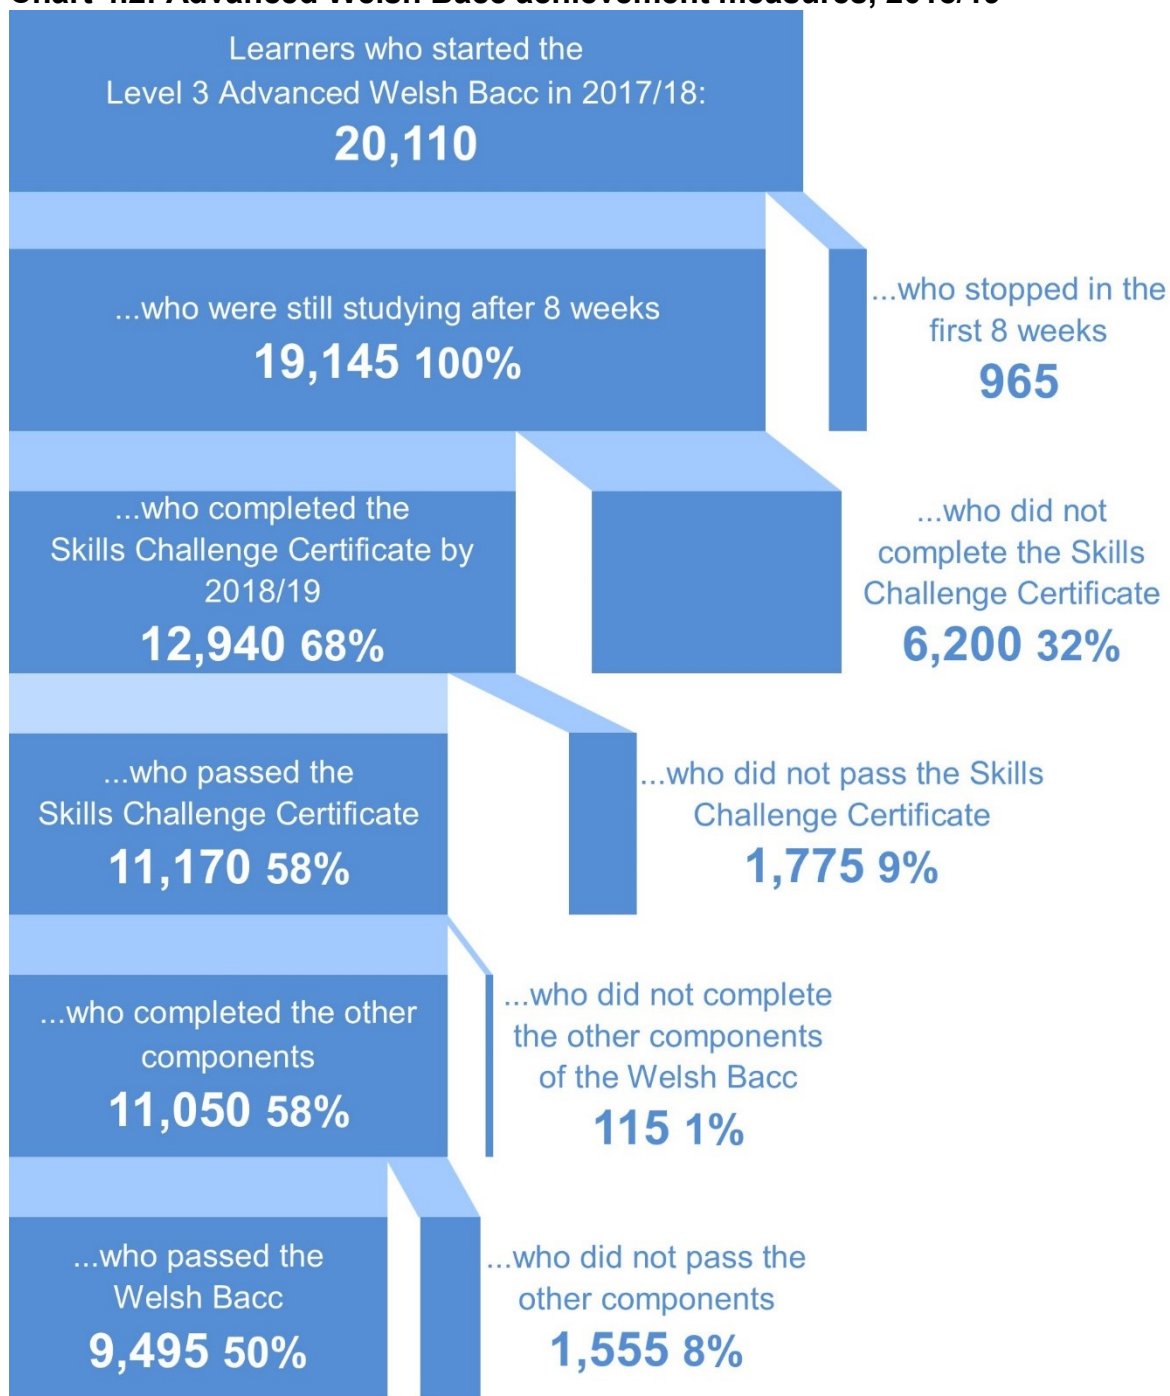 Learners who started the
Level 3 Advanced Welsh Bacc in 2017/18:
20,110
...who were still studying after 8 weeks
19,145 100%
...who stopped in the
first 8 weeks
965
...who completed the
Skills Challenge Certificate by
2018/19
12,940 68%
...who did not
complete the Skills
Challenge Certificate
6,200 32%
...who passed the
Skills Challenge Certificate
11,170 58%
...who did not pass the Skills
Challenge Certificate
1,775 9%
...who completed the other
components
11,050 58%
...who did not complete
the other components
of the Welsh Bacc
115 1%
...who passed the
Welsh Bacc
9,495 50%
...who did not pass the
other components
1,555 8%